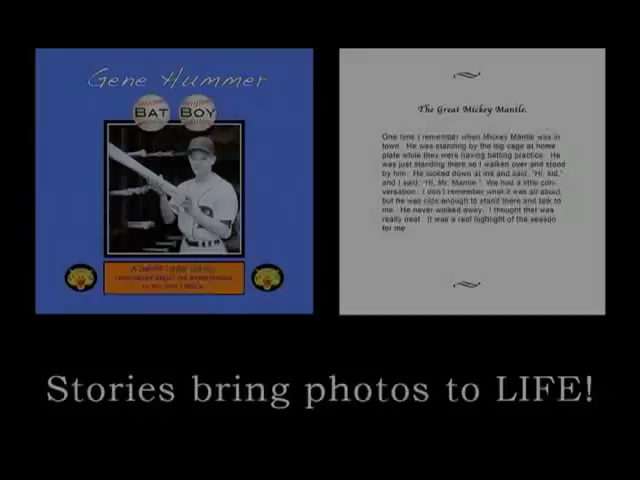 Gene Hummer
BAT BOY
The Great Mickey Mantle.
One time I remember when Mickey Mantle was in
town. He was standing by the big cage at home
plate while they were having batting practice. He
was just standing there so I walked over and stood
by him. He looked down at me and said, "Hi, kid,"
and I said, "Hi, Mr. Mantle." We had a little con-
versation. I don't remember what it was all about,
but he was nice enough to stand there and talk to
me. He never walked away. I thought that was
really neat. It was a real highlight of the season
for me.
Stories bring photos to LIFE!